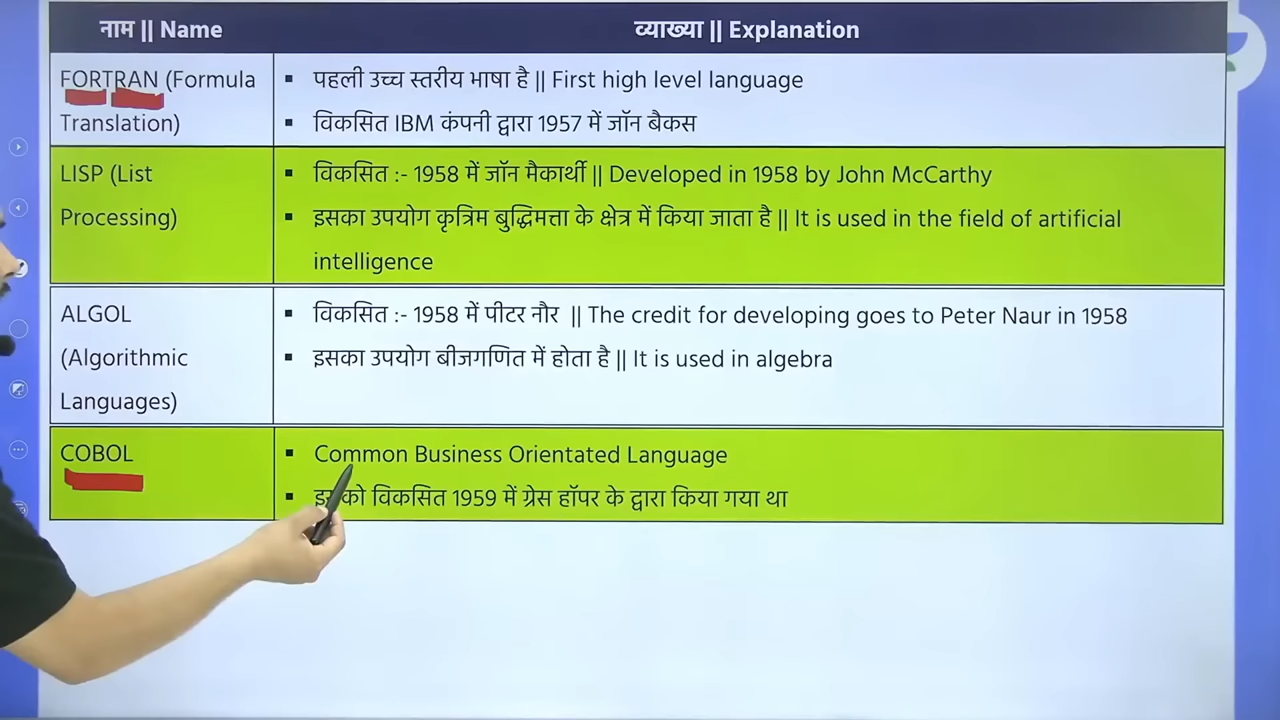 नाम || Name
व्याख्या || Explanation
FORTRAN (Formula
Translation)
▪ पहली उच्च स्तरीय भाषा है || First high level language
▪ विकसित IBM कंपनी द्वारा 1957 में जॉन बैकस
LISP (List
Processing)
▪ विकसित :- 1958 में जॉन मैकार्थी || Developed in 1958 by John McCarthy
▪ इसका उपयोग कृत्रिम बुद्धिमत्ता के क्षेत्र में किया जाता है || It is used in the field of artificial
intelligence
ALGOL
(Algorithmic
Languages)
▪ विकसित :- 1958 में पीटर नौर || The credit for developing goes to Peter Naur in 1958
▪ इसका उपयोग बीजगणित में होता है || It is used in algebra
COBOL
▪ Common Business Orientated Language
▪ इसको विकसित 1959 में ग्रेस हॉपर के द्वारा किया गया था